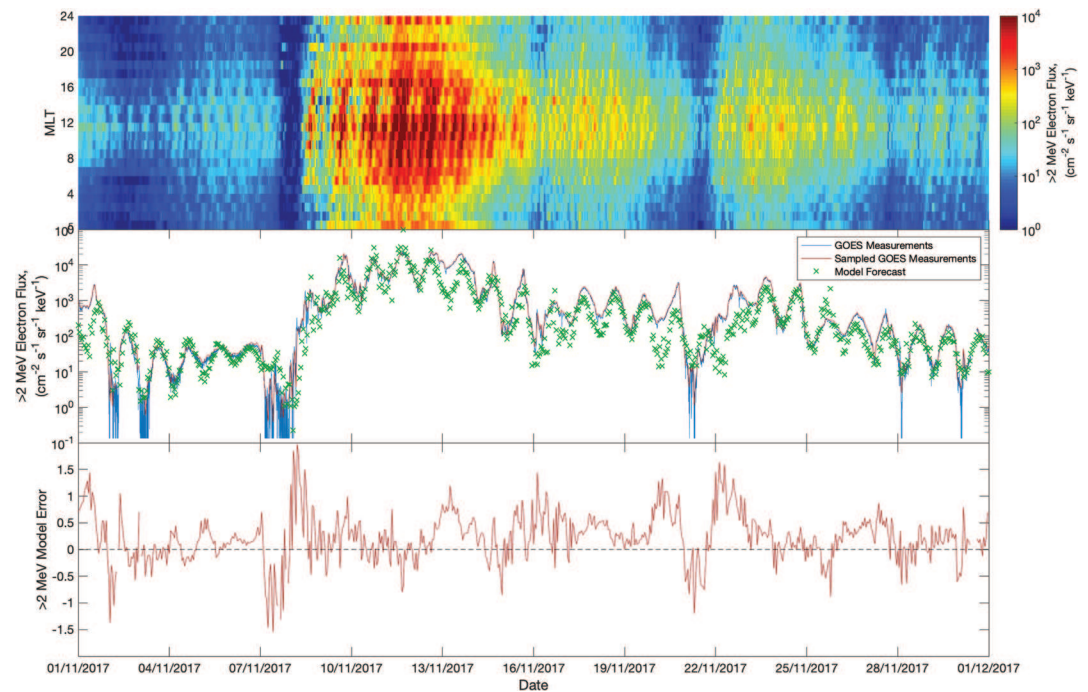 24
20
16
12
8
4
6
MLT
10⁴
10³
10²
10¹
10⁰
>2 MeV Electron Flux,
(cm⁻² s⁻¹ sr⁻¹ keV⁻¹)
10⁰
10⁴
10³
10²
10¹
10⁰
10⁻¹
>2 MeV Electron Flux,
(cm⁻² s⁻¹ sr⁻¹ keV⁻¹)
GOES Measurements
Sampled GOES Measurements
Model Forecast
1.5
1
0.5
0
-0.5
-1
-1.5
>2 MeV Model Error
01/11/2017 04/11/2017 07/11/2017 10/11/2017 13/11/2017 16/11/2017 19/11/2017 22/11/2017 25/11/2017 28/11/2017 01/12/2017
Date